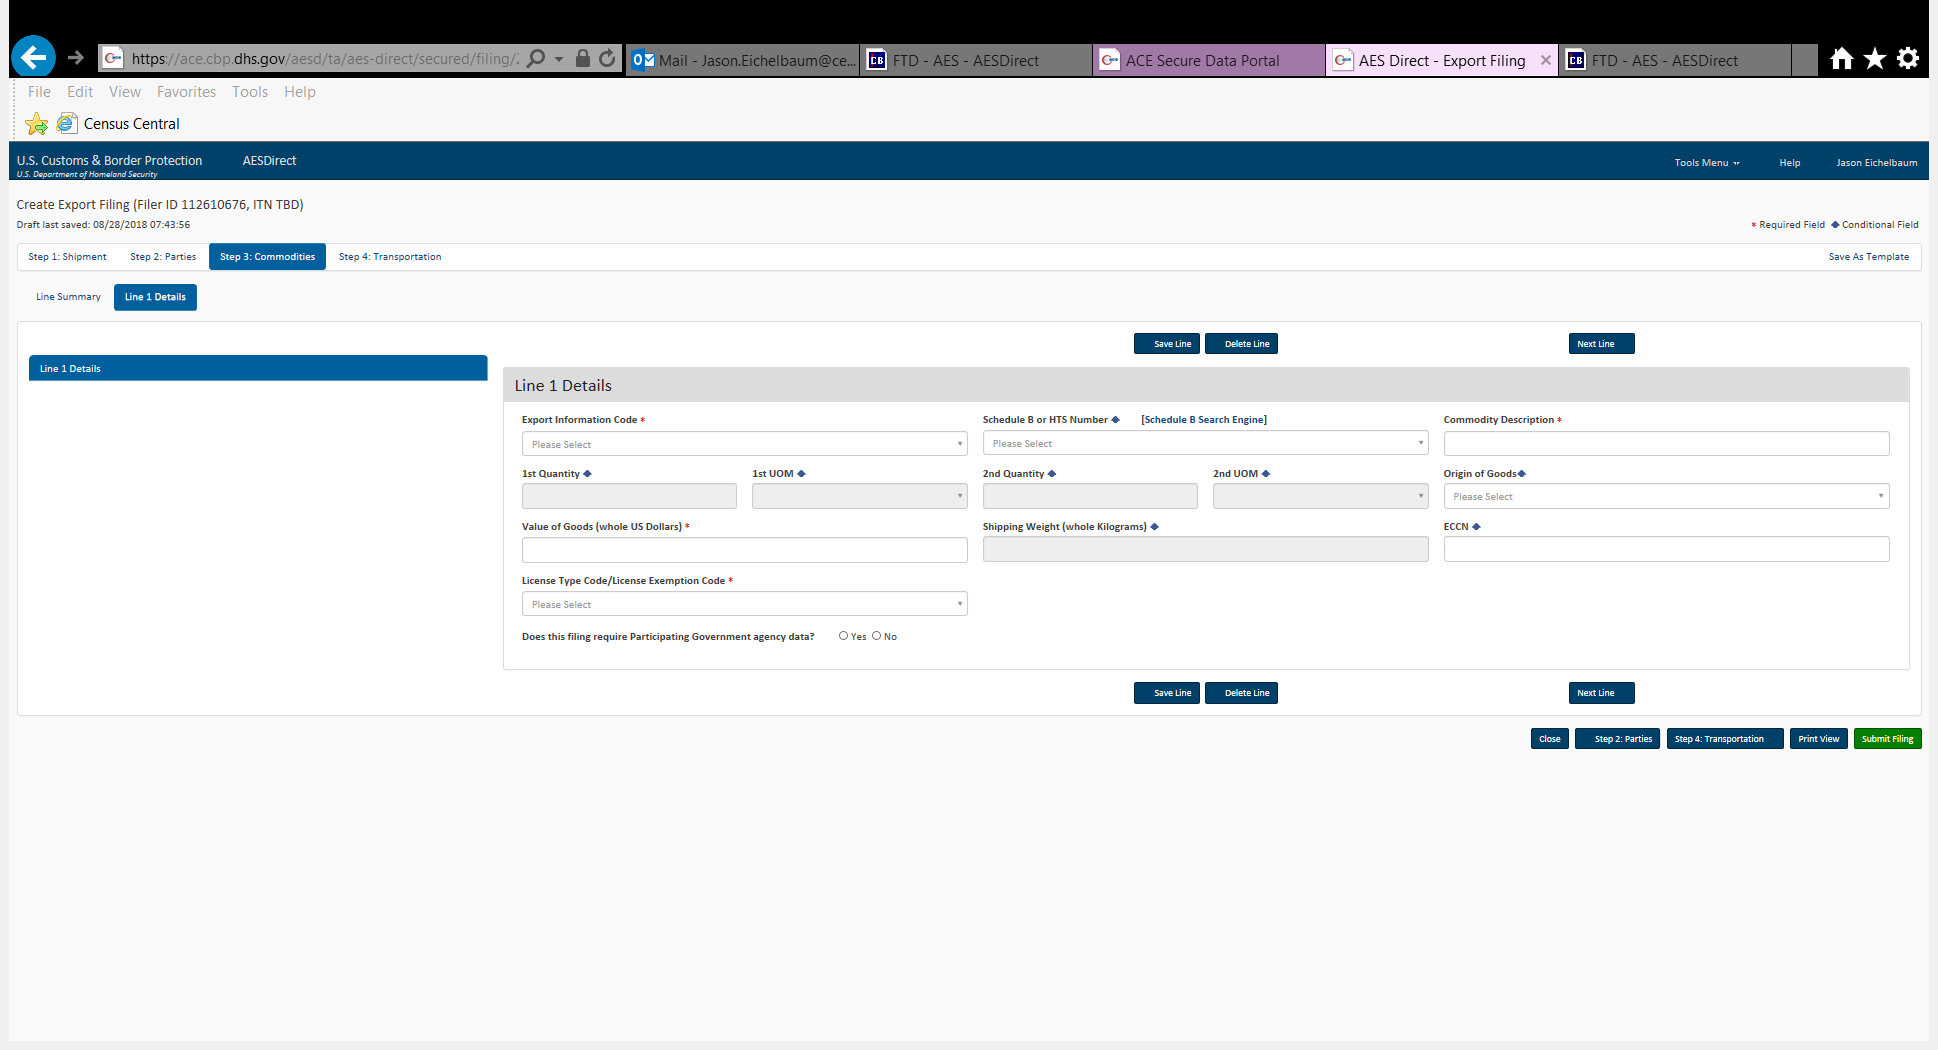 https://ace.cbp.dhs.gov/aesd/ta/aes-direct/secured/filing/ Mail - Jason.Eichelbaum@ce... FTD - AES - AESDirect ACE Secure Data Portal AES Direct - Export Filing FTD - AES - AESDirect
File Edit View Favorites Tools Help
Census Central
U.S. Customs & Border Protection AESDirect Tools Menu Help Jason Eichelbaum
U.S. Department of Homeland Security
Create Export Filing (Filer ID 112610676, ITN TBD)
Draft last saved: 08/28/2018 07:43:56 * Required Field Conditional Field
Step 1: Shipment Step 2: Parties Step 3: Commodities Step 4: Transportation Save As Template
Line Summary Line 1 Details
Save Line Delete Line Next Line
Line 1 Details
Line 1 Details
Export Information Code * Schedule B or HTS Number [Schedule B Search Engine] Commodity Description *
Please Select Please Select
1st Quantity 1st UOM 2nd Quantity 2nd UOM Origin of Goods
Please Select
Value of Goods (whole US Dollars) * Shipping Weight (whole Kilograms) ECCN
License Type Code/License Exemption Code *
Please Select
Does this filing require Participating Government agency data? Yes No
Save Line Delete Line Next Line
Close Step 2: Parties Step 4: Transportation Print View Submit Filing